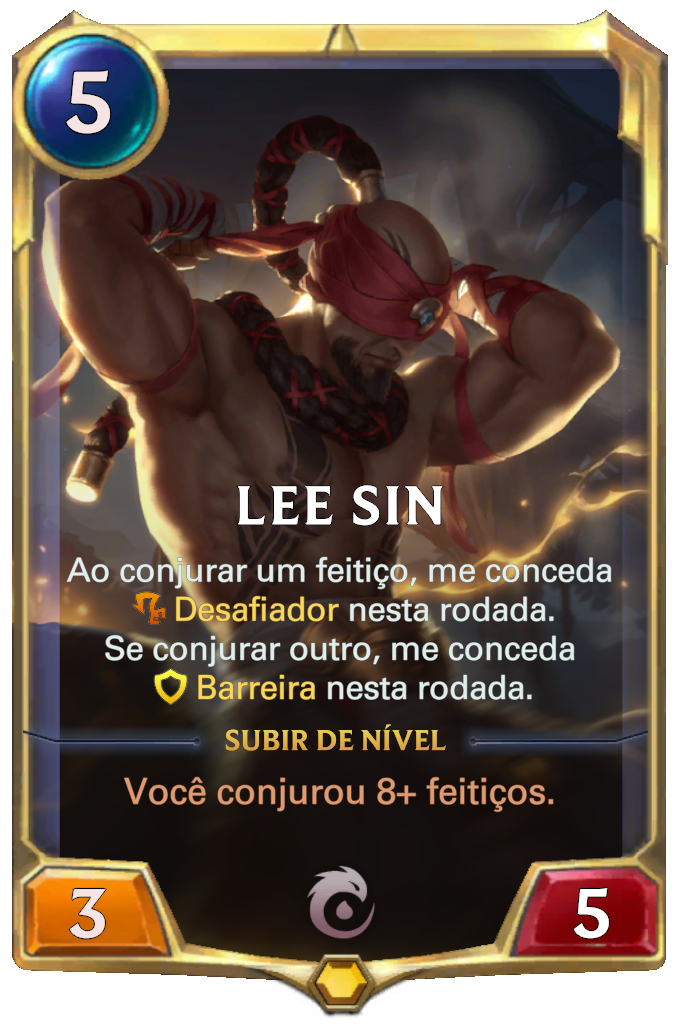 5
LEE SIN
Ao conjurar um feitiço, me conceda
Desafiador nesta rodada.
Se conjurar outro, me conceda
Barreira nesta rodada.
SUBIR DE NÍVEL
Você conjurou 8+ feitiços.
3
5